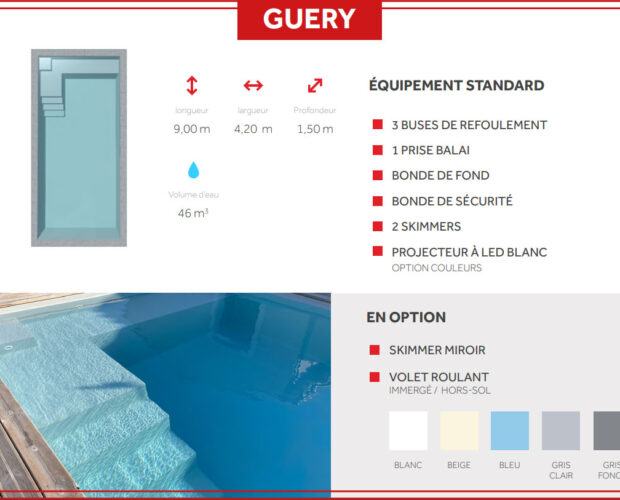 GUERY
longueur
9,00 m
largueur
4,20 m
Profondeur
1,50 m
Volume d'eau
46 m³
ÉQUIPEMENT STANDARD
3 BUSES DE REFOULEMENT
1 PRISE BALAI
BONDE DE FOND
BONDE DE SÉCURITÉ
2 SKIMMERS
PROJECTEUR À LED BLANC
OPTION COULEURS
EN OPTION
SKIMMER MIROIR
VOLET ROULANT
IMMERGÉ / HORS-SOL
BLANC
BEIGE
BLEU
GRIS
CLAIR
GRIS
FONC